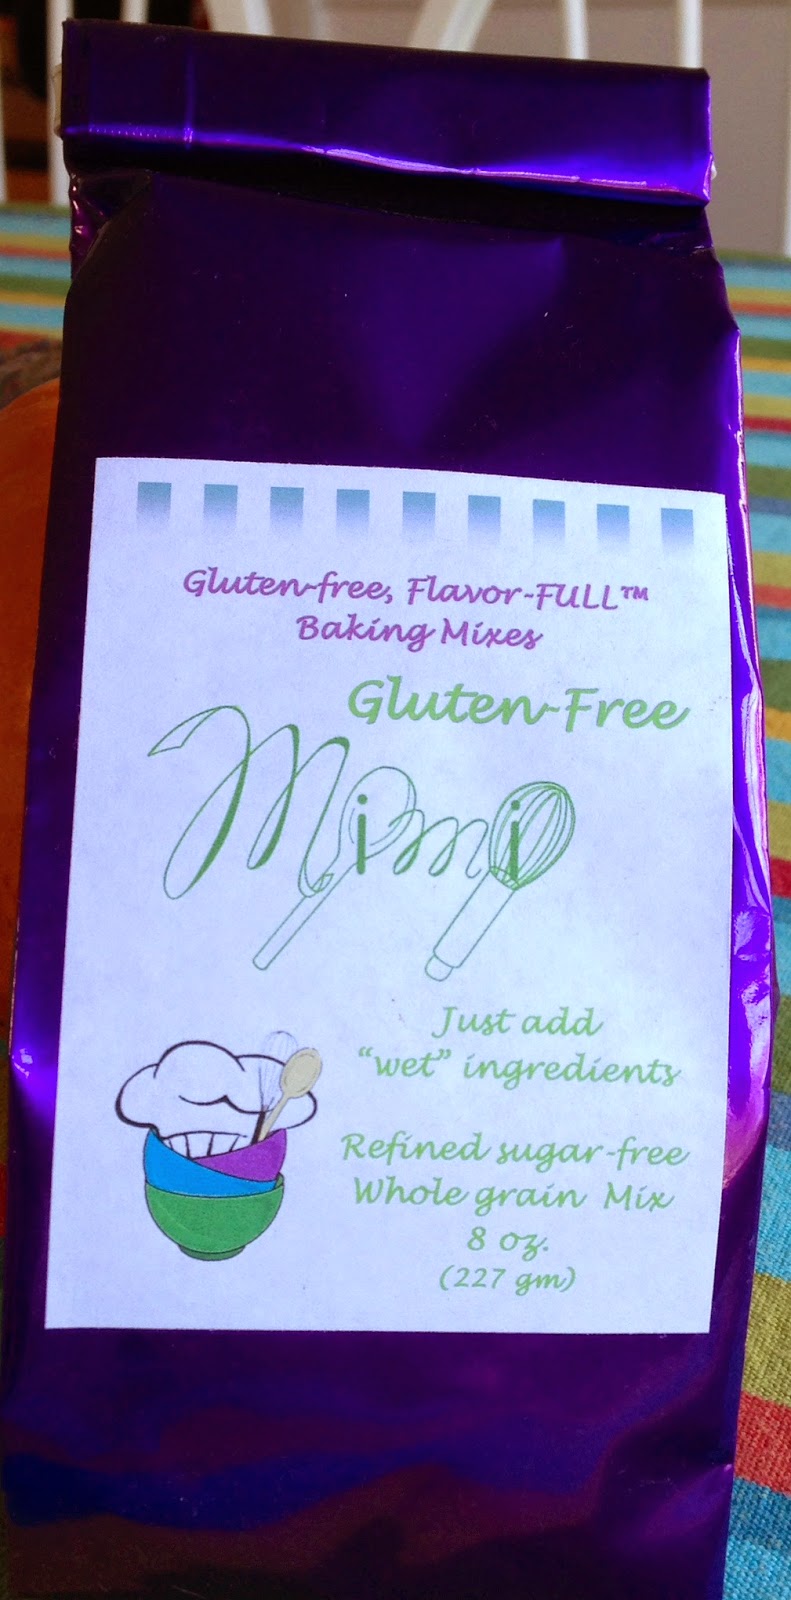 Gluten-free, Flavor-FULL™
Baking Mixes
Gluten-Free
Mimi
Just add
“wet” ingredients
Refined sugar-free
Whole grain Mix
8 oz.
(227 gm)